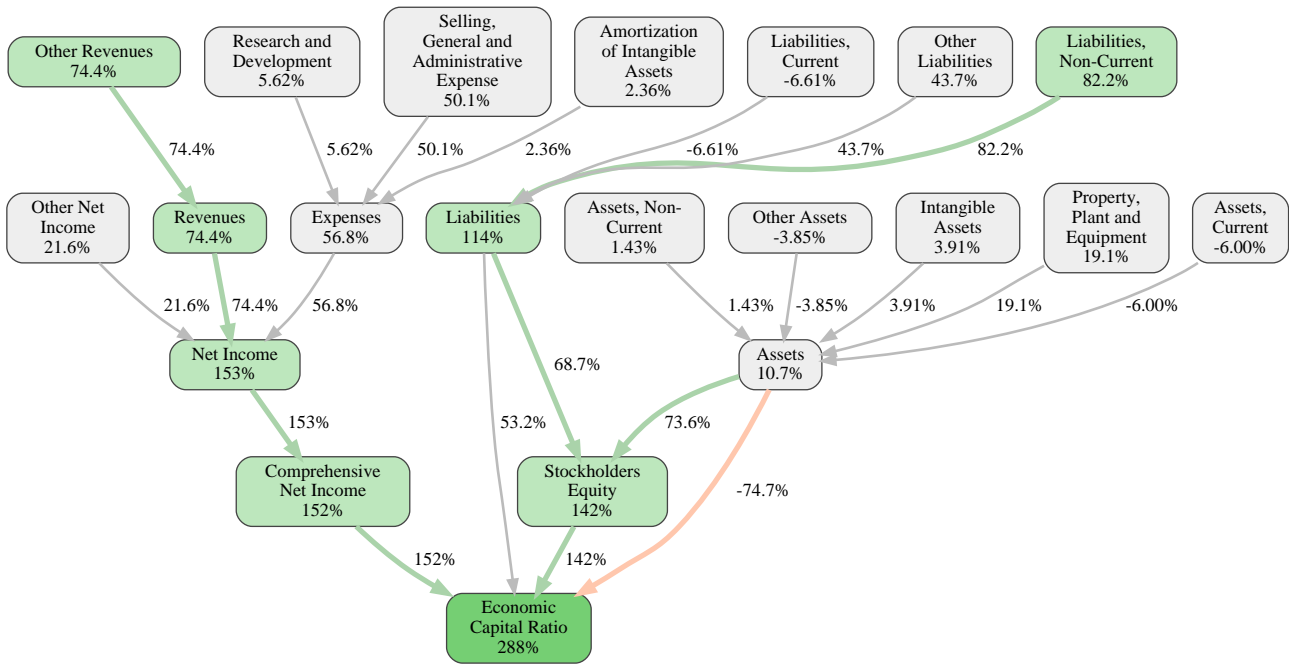 Other Revenues
74.4%
Research and
Development
5.62%
Selling,
General and
Administrative
Expense
50.1%
Amortization
of Intangible
Assets
2.36%
Liabilities,
Current
-6.61%
Other
Liabilities
43.7%
Liabilities,
Non-Current
82.2%
74.4%
5.62%
50.1%
2.36%
-6.61%
43.7%
82.2%
Other Net
Income
21.6%
Revenues
74.4%
Expenses
56.8%
Liabilities
114%
Assets, Non-
Current
1.43%
Other Assets
-3.85%
Intangible
Assets
3.91%
Property,
Plant and
Equipment
19.1%
Assets,
Current
-6.00%
21.6%
74.4%
56.8%
1.43%
-3.85%
3.91%
19.1%
-6.00%
Net Income
153%
68.7%
Assets
10.7%
153%
53.2%
73.6%
Comprehensive
Net Income
152%
Stockholders
Equity
142%
-74.7%
152%
142%
Economic
Capital Ratio
288%